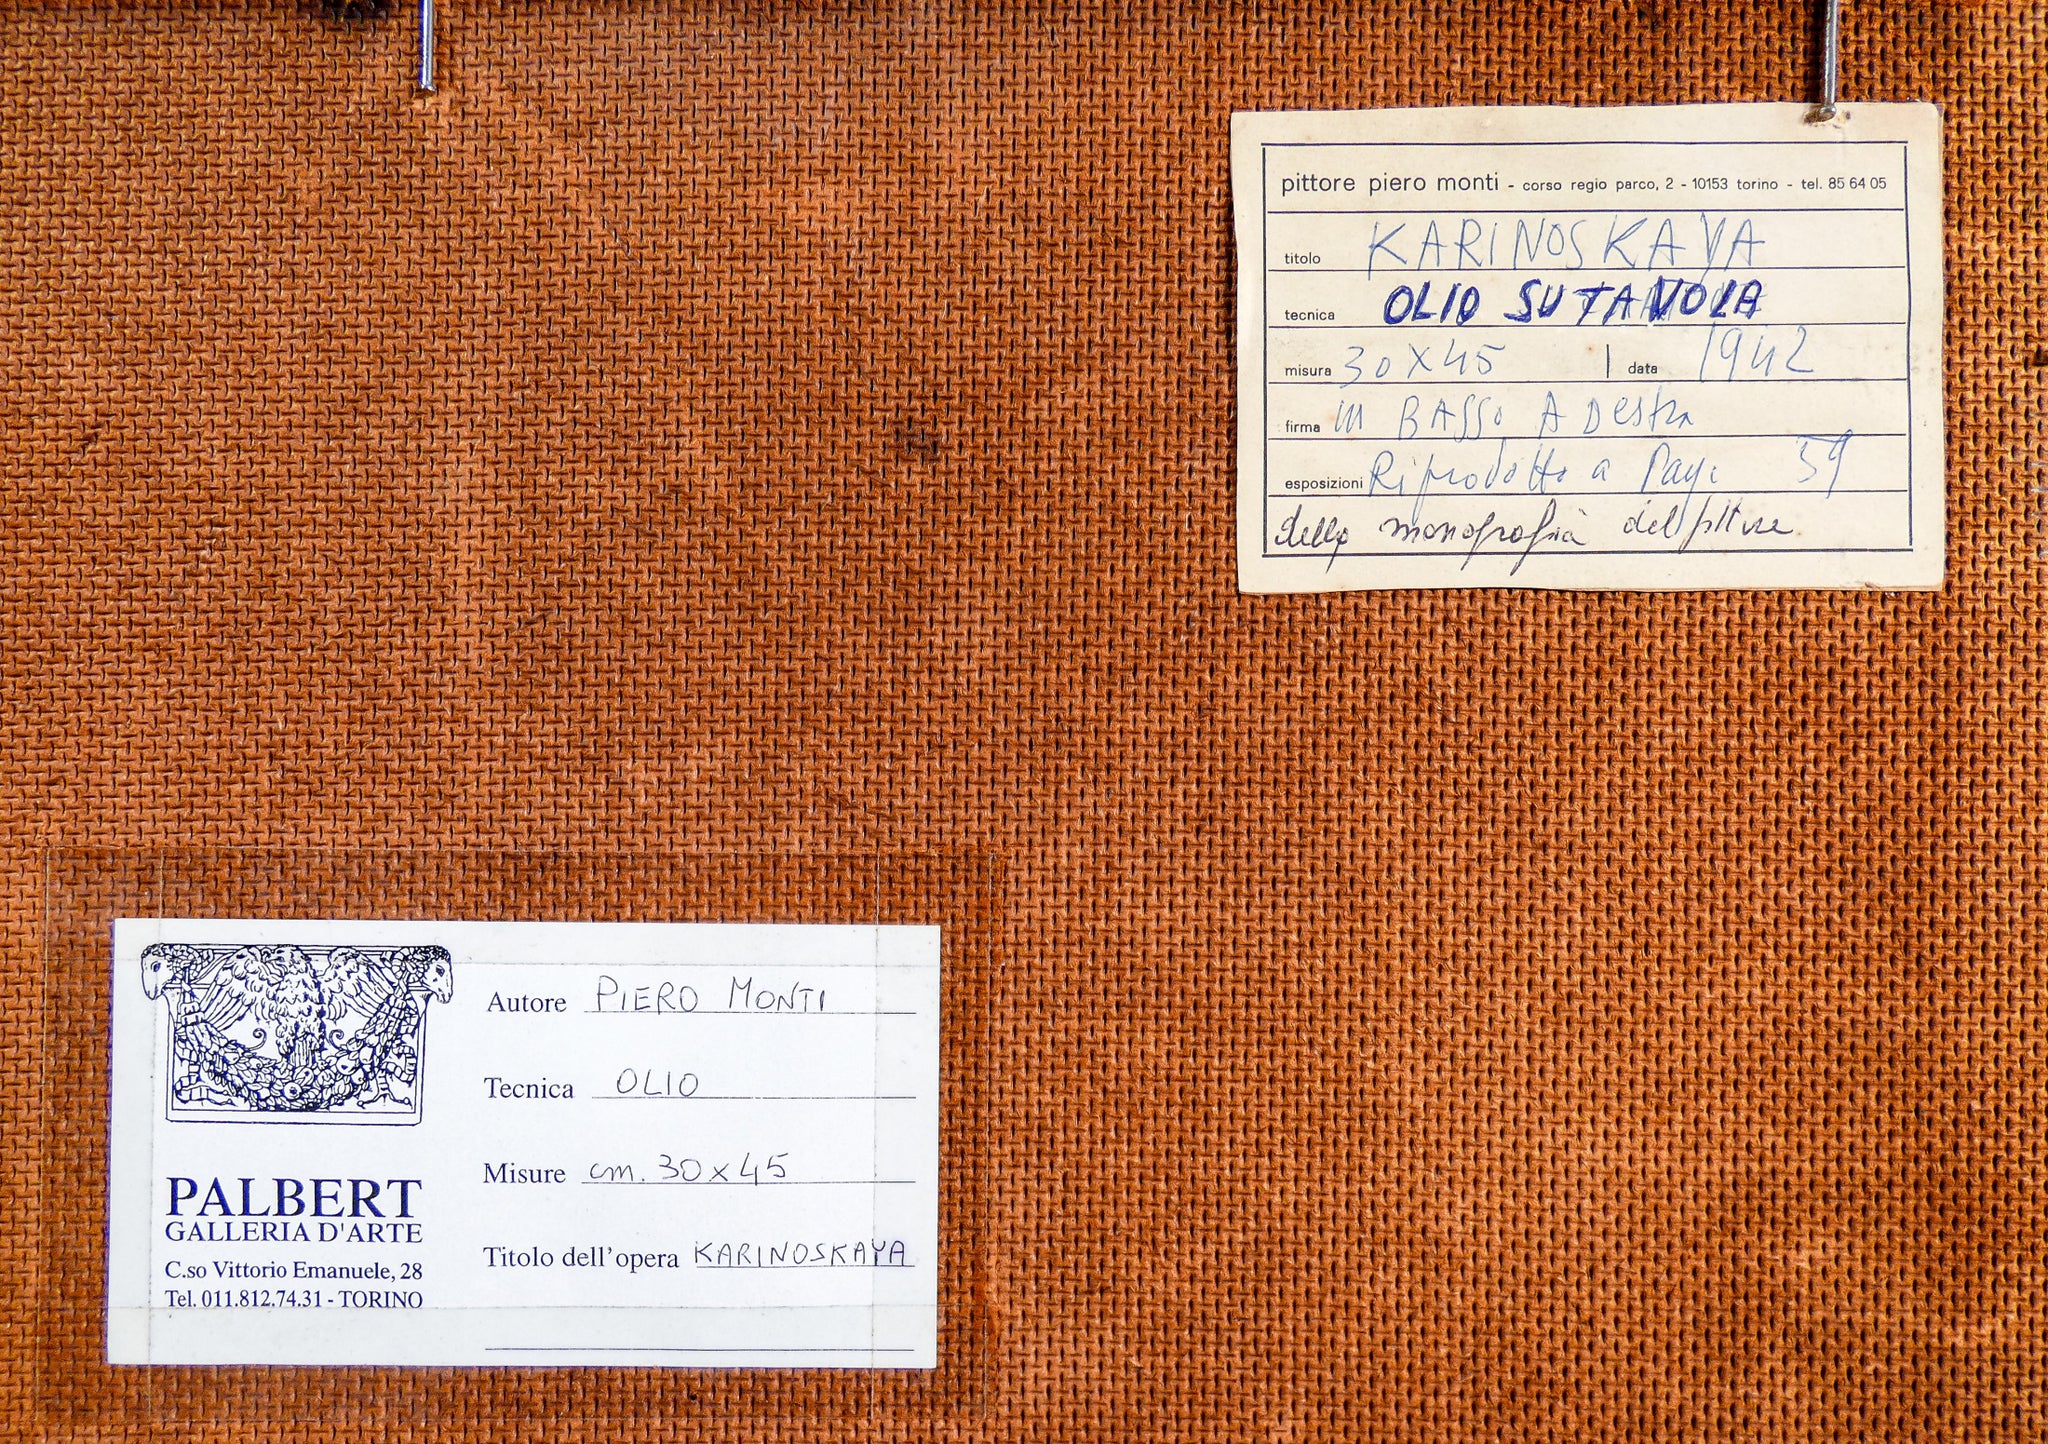 pittore piero monti - corso regio parco, 2 - 10153 torino - tel. 85 64 05
titolo KARINOSKAYA
tecnica OLIO SU TAVOLA
misura 30x45 | data 1942
firma in BASSO A DEStra
esposizioni Riprodotto a Pag. 59
della monografia del pittore
PALBERT
GALLERIA D'ARTE
C.so Vittorio Emanuele, 28
Tel. 011.812.74.31 - TORINO
Autore PIERO MONTI
Tecnica OLIO
Misure cm. 30x45
Titolo dell'opera KARINOSKAYA